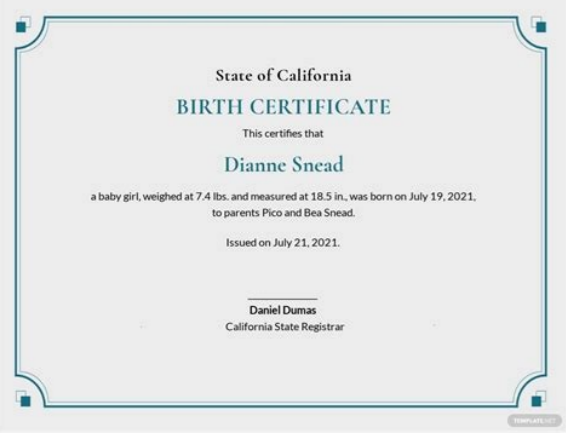 State of California
BIRTH CERTIFICATE
This certifies that
Dianne Snead
a baby girl, weighed at 7.4 lbs. and measured at 18.5 in., was born on July 19, 2021,
to parents Pico and Bea Snead.
Issued on July 21, 2021.
Daniel Dumas
California State Registrar
TEMPLATE.NET